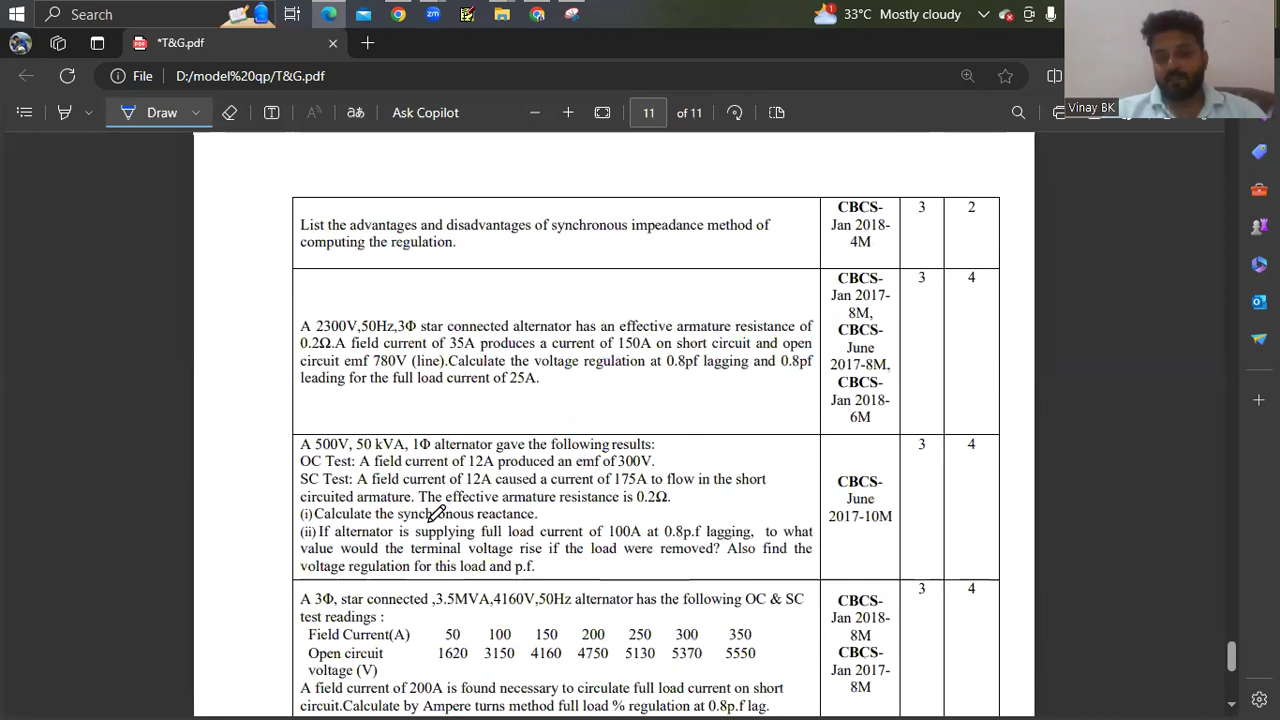 Search
33°C Mostly cloudy
*T&G.pdf
File
D:/model%20qp/T&G.pdf
Draw
aあ
Ask Copilot
11 of 11
Vinay BK
List the advantages and disadvantages of synchronous impeadance method of
computing the regulation.
CBCS-
Jan 2018-
4M
3
2
A 2300V,50Hz,3Φ star connected alternator has an effective armature resistance of
0.2Ω.A field current of 35A produces a current of 150A on short circuit and open
circuit emf 780V (line).Calculate the voltage regulation at 0.8pf lagging and 0.8pf
leading for the full load current of 25A.
CBCS-
Jan 2017-
8M,
CBCS-
June
2017-8M,
CBCS-
Jan 2018-
6M
3
4
A 500V, 50 kVA, 1Φ alternator gave the following results:
OC Test: A field current of 12A produced an emf of 300V.
SC Test: A field current of 12A caused a current of 175A to flow in the short
circuited armature. The effective armature resistance is 0.2Ω.
(i) Calculate the synchronous reactance.
(ii) If alternator is supplying full load current of 100A at 0.8p.f lagging, to what
value would the terminal voltage rise if the load were removed? Also find the
voltage regulation for this load and p.f.
CBCS-
June
2017-10M
3
4
A 3Φ, star connected ,3.5MVA,4160V,50Hz alternator has the following OC & SC
test readings :
Field Current(A) 50 100 150 200 250 300 350
Open circuit 1620 3150 4160 4750 5130 5370 5550
voltage (V)
A field current of 200A is found necessary to circulate full load current on short
circuit.Calculate by Ampere turns method full load % regulation at 0.8p.f lag.
CBCS-
Jan 2018-
8M
CBCS-
Jan 2017-
8M
3
4